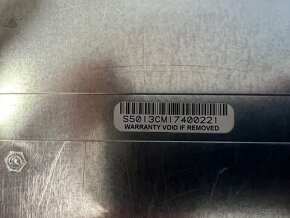 S5013CM17400221
WARRANTY VOID IF REMOVED